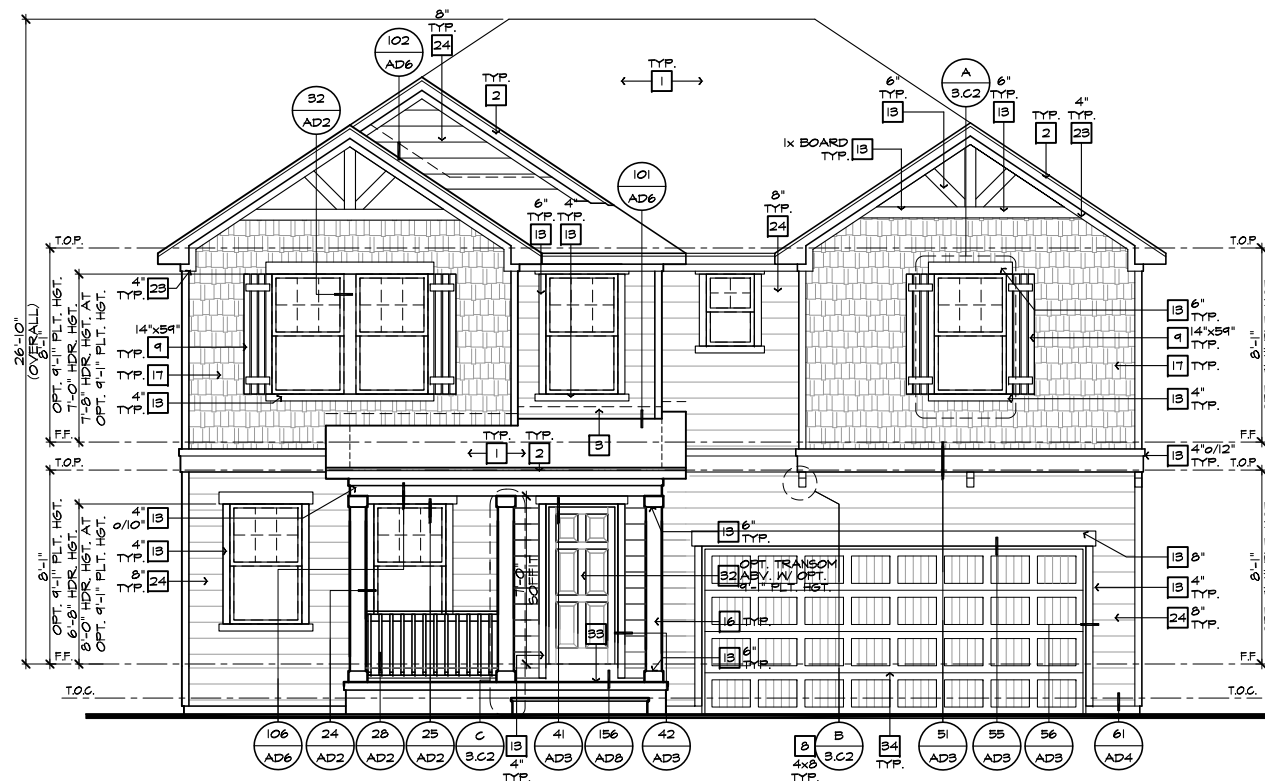 8"
TYP.
24
102
AD6
TYP.
2
32
AD2
TYP.
1
A
3.C2
6"
TYP.
13
6"
TYP.
13
TYP.
2
4"
TYP.
23
1x BOARD
TYP.
13
101
AD6
6"
TYP.
13
4"
TYP.
13
8"
TYP.
24
T.O.P.
T.O.P.
26'-10"
(OVERALL)
8'-1"
OPT. 9'-1" PLT. HGT.
7'-0" HDR. HGT.
7'-8" HDR. HGT. AT
OPT. 9'-1" PLT. HGT.
4"
TYP.
23
14"x59"
TYP.
9
TYP.
17
4"
TYP.
13
13
6"
TYP.
9
14"x59"
TYP.
17
TYP.
13
4"
TYP.
8'-1"
F.F.
F.F.
3
TYP.
1
TYP.
2
13
4"o/12"
TYP.
T.O.P.
T.O.P.
8'-1"
OPT. 9'-1" PLT. HGT.
6'-8" HDR. HGT.
8'-0" HDR. HGT. AT
OPT. 9'-1" PLT. HGT.
4"
o/10"
13
4"
TYP.
13
8"
TYP.
24
7'-0"
SOFFIT
13
6"
TYP.
32
OPT. TRANSOM
ABV. W/ OPT.
9'-1" PLT. HGT.
33
16
TYP.
13
6"
TYP.
13
8"
13
4"
TYP.
24
8"
TYP.
8'-1"
F.F.
F.F.
T.O.C.
T.O.C.
106
AD6
24
AD2
28
AD2
25
AD2
C
3.C2
13
4"
TYP.
41
AD3
156
AD8
42
AD3
8
4x8
TYP.
B
3.C2
34
TYP.
51
AD3
55
AD3
56
AD3
61
AD4